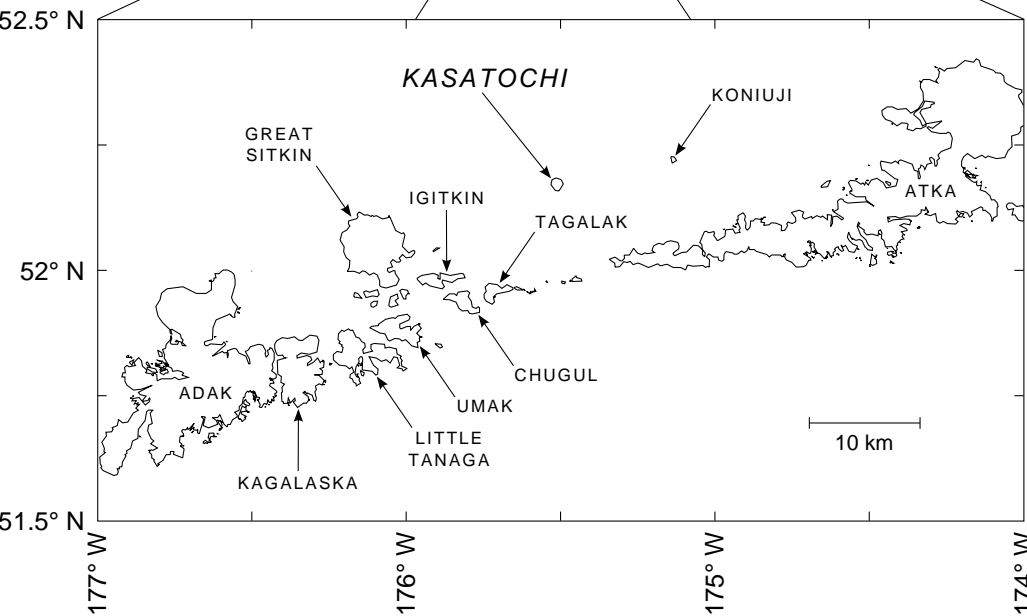 52.5° N
KASATOCHI
KONIUJI
GREAT
SITKIN
IGITKIN
ATKA
TAGALAK
52° N
CHUGUL
ADAK
UMAK
10 km
LITTLE
TANAGA
KAGALASKA
51.5° N
177° W
176° W
175° W
174° W